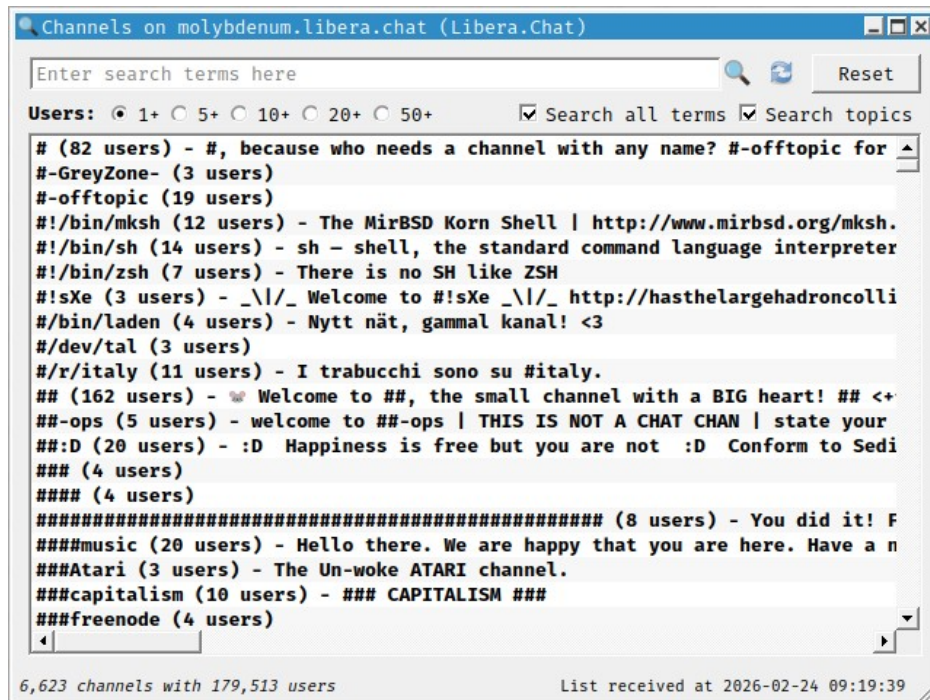 Channels on molybdenum.libera.chat (Libera.Chat)
Enter search terms here
Reset
Users: 1+ 5+ 10+ 20+ 50+ Search all terms Search topics
# (82 users) - #, because who needs a channel with any name? #-offtopic for
#-GreyZone- (3 users)
#-offtopic (19 users)
#!/bin/mksh (12 users) - The MirBSD Korn Shell | http://www.mirbsd.org/mksh.
#!/bin/sh (14 users) - sh — shell, the standard command language interpreter
#!/bin/zsh (7 users) - There is no SH like ZSH
#!sXe (3 users) - _\|/_ Welcome to #!sXe _\|/_ http://hasthelargehadroncolli
#/bin/laden (4 users) - Nytt nät, gammal kanal! <3
#/dev/tal (3 users)
#/r/italy (11 users) - I trabucchi sono su #italy.
## (162 users) - 🐭 Welcome to ##, the small channel with a BIG heart! ## <+
##-ops (5 users) - welcome to ##-ops | THIS IS NOT A CHAT CHAN | state your
##:D (20 users) - :D  Happiness is free but you are not  :D  Conform to Sedi
### (4 users)
#### (4 users)
################################################## (8 users) - You did it! F
####music (20 users) - Hello there. We are happy that you are here. Have a n
###Atari (3 users) - The Un-woke ATARI channel.
###capitalism (10 users) - ### CAPITALISM ###
###freenode (4 users)
6,623 channels with 179,513 users
List received at 2026-02-24 09:19:39